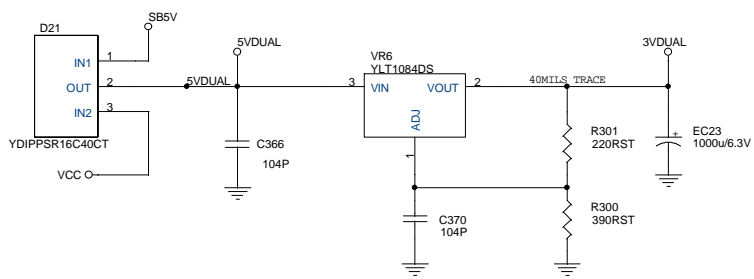 D21
SB5V
IN1
1
OUT
2
IN2
3
YDIPPSR16C40CT
VCC
5VDUAL
5VDUAL
C366
104P
VR6
YLT1084DS
3
VIN
VOUT
2
ADJ
1
40MILS TRACE
3VDUAL
R301
220RST
EC23
1000u/6.3V
+
C370
104P
R300
390RST